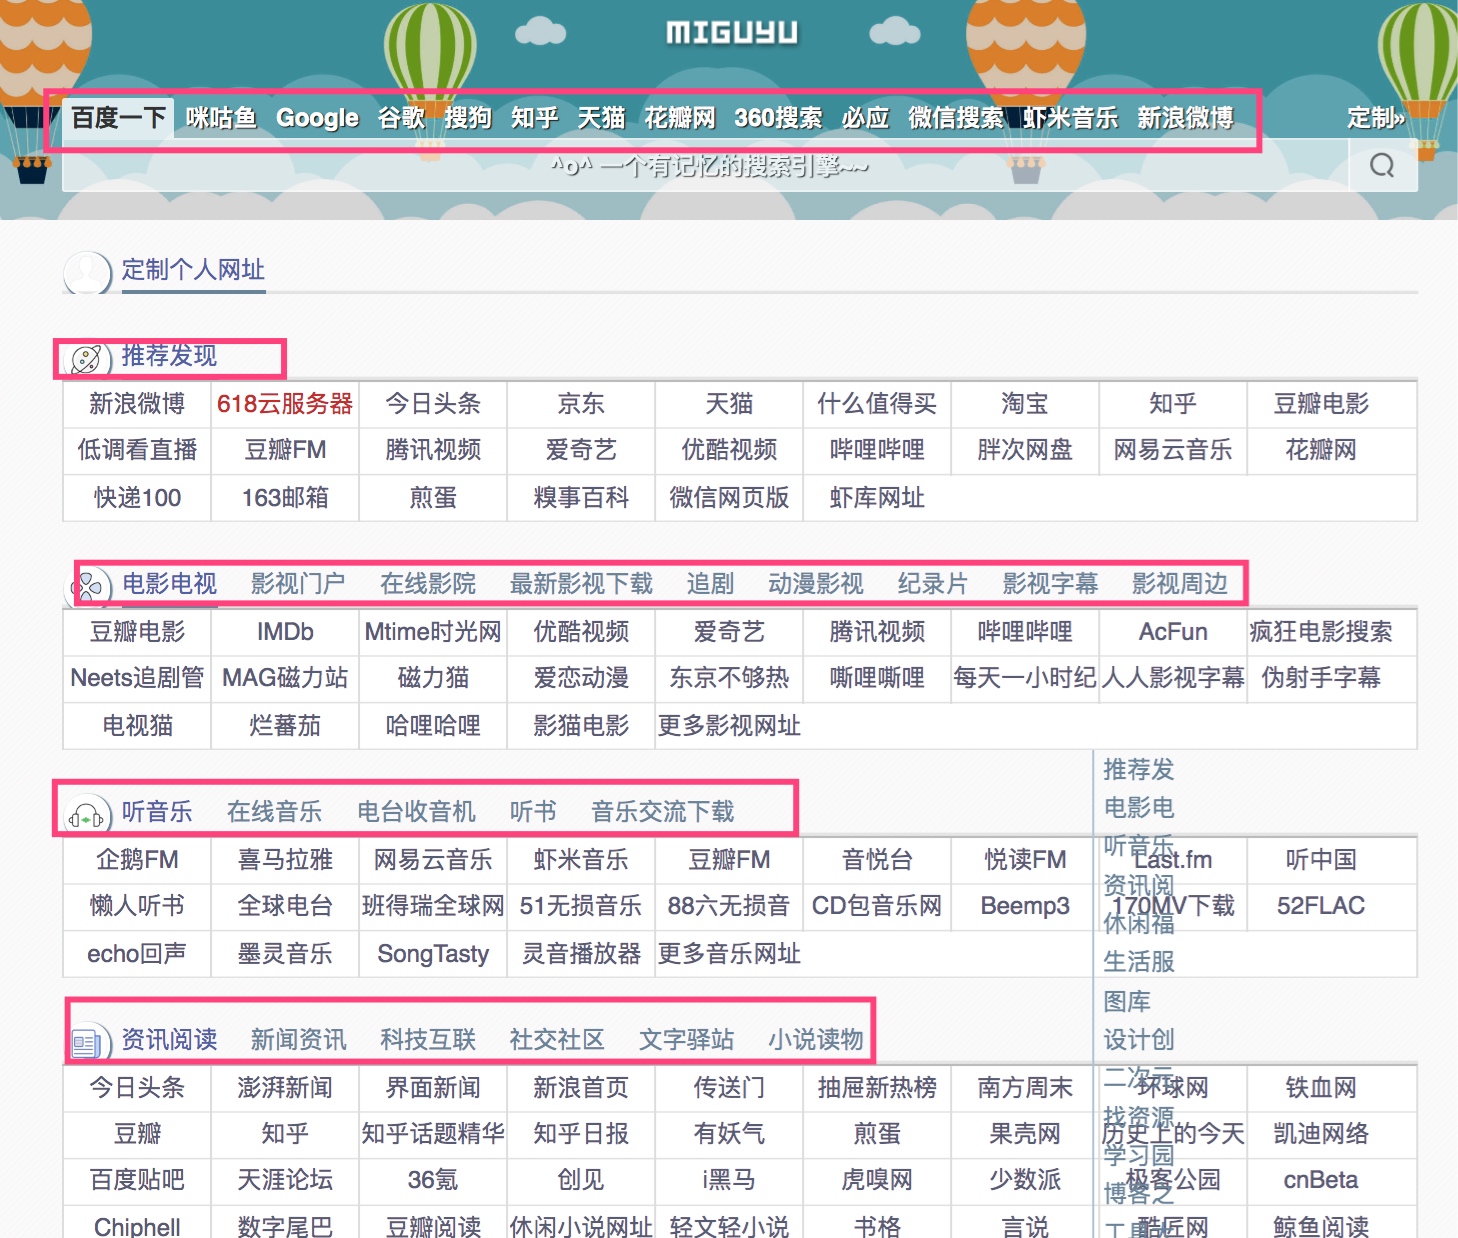 MIGUYU
百度一下 咪咕鱼 Google 谷歌 搜狗 知乎 天猫 花瓣网 360搜索 必应 微信搜索 虾米音乐 新浪微博 定制»
^o^ 一个有记忆的搜索引擎~~
定制个人网址
推荐发现
新浪微博 618云服务器 今日头条 京东 天猫 什么值得买 淘宝 知乎 豆瓣电影
低调看直播 豆瓣FM 腾讯视频 爱奇艺 优酷视频 哔哩哔哩 胖次网盘 网易云音乐 花瓣网
快递100 163邮箱 煎蛋 糗事百科 微信网页版 虾库网址
电影电视 影视门户 在线影院 最新影视下载 追剧 动漫影视 纪录片 影视字幕 影视周边
豆瓣电影 IMDb Mtime时光网 优酷视频 爱奇艺 腾讯视频 哔哩哔哩 AcFun 疯狂电影搜索
Neets追剧管 MAG磁力站 磁力猫 爱恋动漫 东京不够热 嘶哩嘶哩 每天一小时纪 人人影视字幕 伪射手字幕
电视猫 烂蕃茄 哈哩哈哩 影猫电影 更多影视网址
推荐发
电影电
听音乐
资讯阅
休闲福
生活服
图库
设计创
二次元
找资源
学习园
博客之
听音乐 在线音乐 电台收音机 听书 音乐交流下载
企鹅FM 喜马拉雅 网易云音乐 虾米音乐 豆瓣FM 音悦台 悦读FM Last.fm 听中国
懒人听书 全球电台 班得瑞全球网 51无损音乐 88六无损音 CD包音乐网 Beemp3 170MV下载 52FLAC
echo回声 墨灵音乐 SongTasty 灵音播放器 更多音乐网址
资讯阅读 新闻资讯 科技互联 社交社区 文字驿站 小说读物
今日头条 澎湃新闻 界面新闻 新浪首页 传送门 抽屉新热榜 南方周末 环球网 铁血网
豆瓣 知乎 知乎话题精华 知乎日报 有妖气 煎蛋 果壳网 历史上的今天 凯迪网络
百度贴吧 天涯论坛 36氪 创见 i黑马 虎嗅网 少数派 极客公园 cnBeta
Chiphell 数字尾巴 豆瓣阅读 休闲小说网址 轻文轻小说 书格 言说 酷匠网 鲸鱼阅读